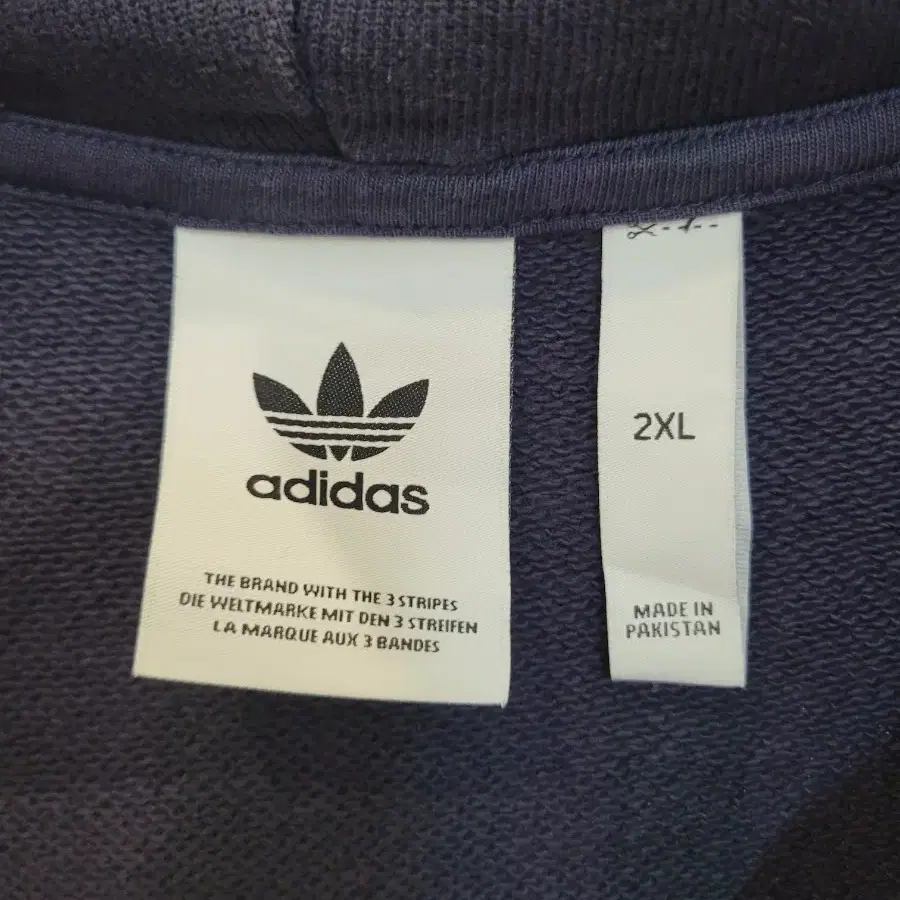 adidas
THE BRAND WITH THE 3 STRIPES
DIE WELTMARKE MIT DEN 3 STREIFEN
LA MARQUE AUX 3 BANDES
2XL
MADE IN
PAKISTAN